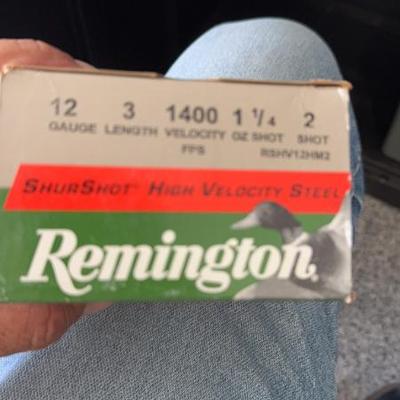 12 3 1400 1 1/4 2
GAUGE LENGTH VELOCITY OZ SHOT SHOT
FPS RSHV12HM2
SHURSHOT HIGH VELOCITY STEEL
Remington.